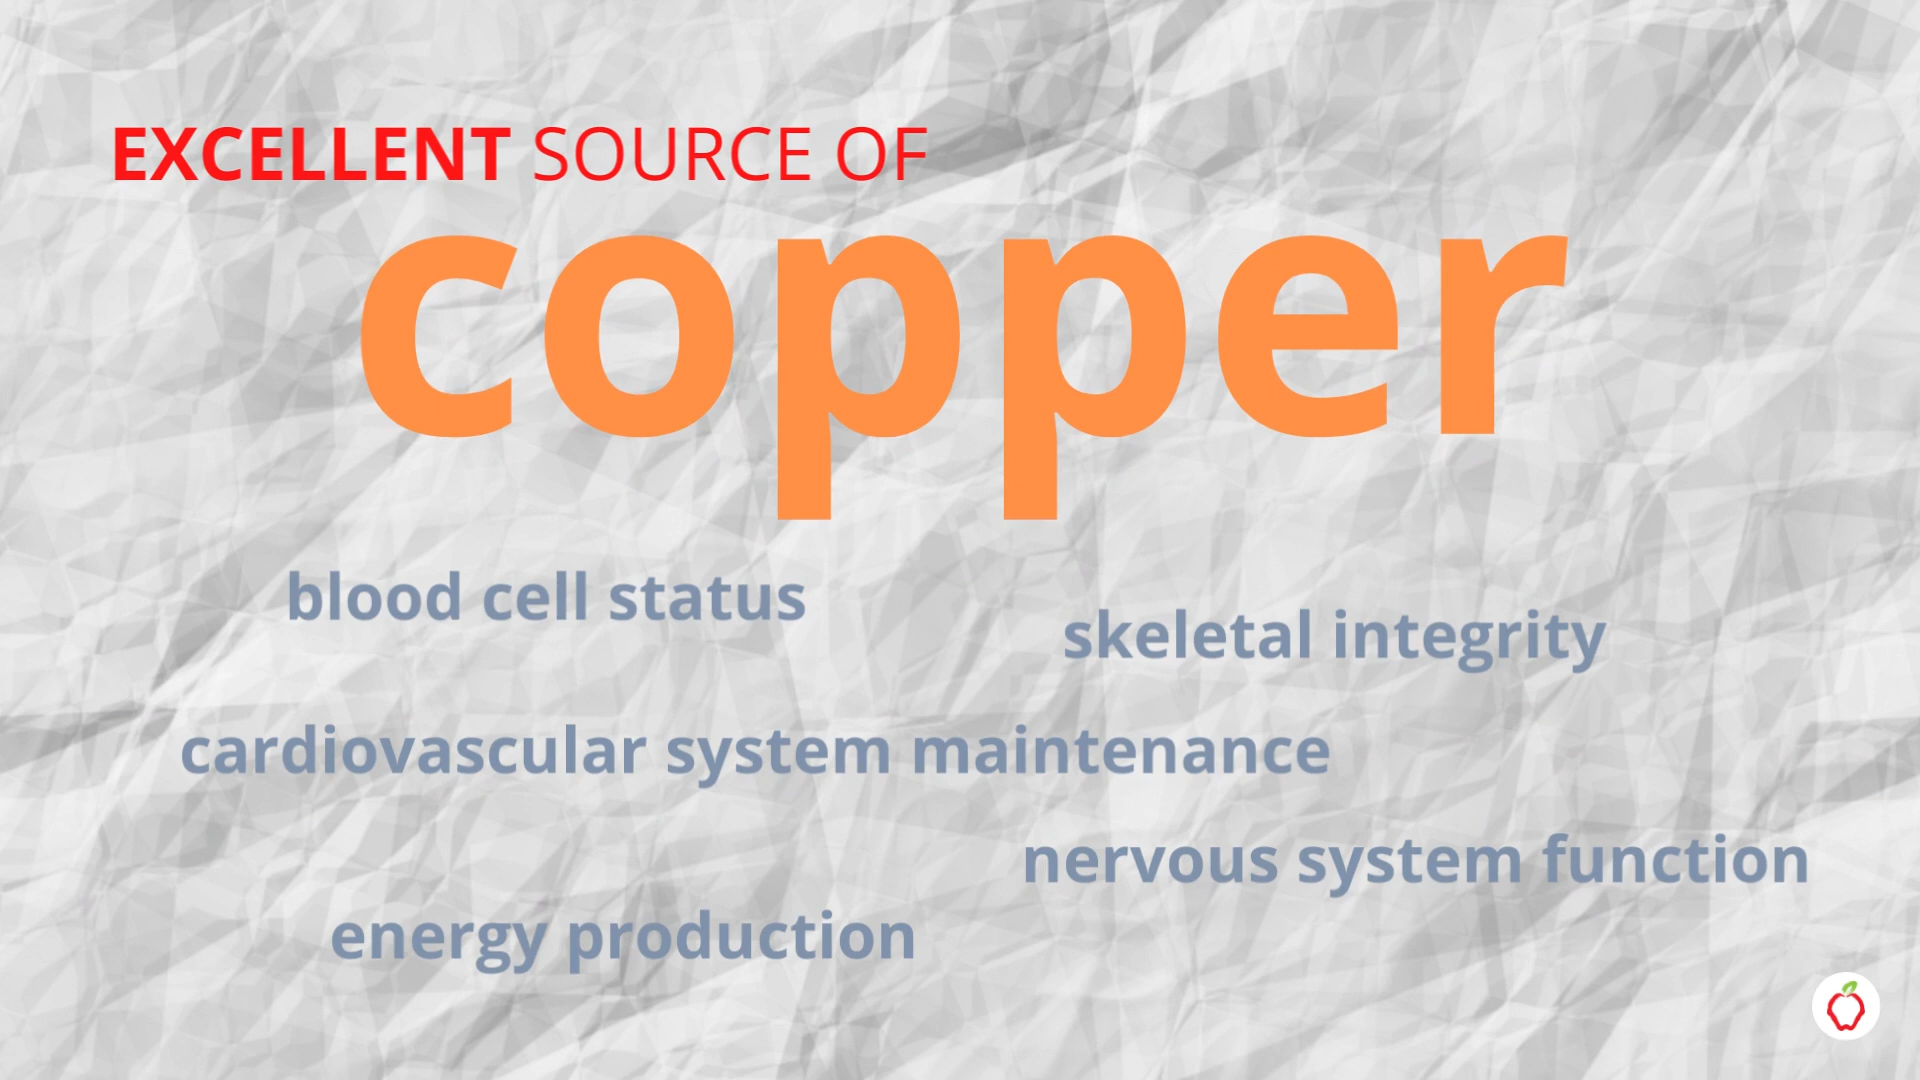 EXCELLENT SOURCE OF
copper
blood cell status
skeletal integrity
cardiovascular system maintenance
nervous system function
energy production